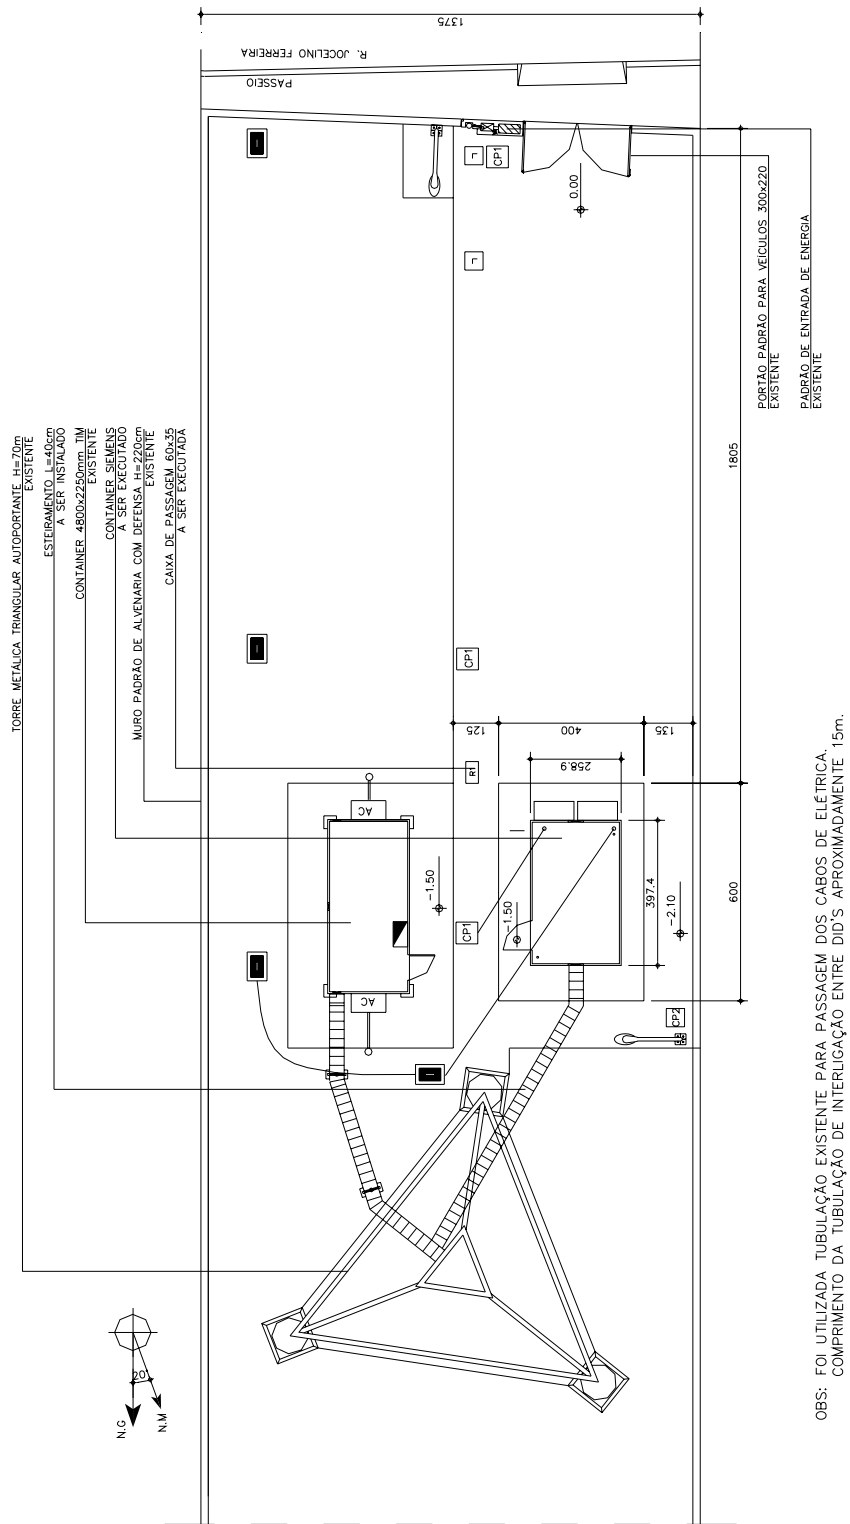 1375
R. JOCELINO FERREIRA
PASSEIO
CP1
0.00
PORTÃO PADRÃO PARA VEÍCULOS 300x220
EXISTENTE
PADRÃO DE ENTRADA DE ENERGIA
EXISTENTE
1805
TORRE METÁLICA TRIANGULAR AUTOPORTANTE H=70m
EXISTENTE
ESTEIRAMENTO L=40cm
A SER INSTALADO
CONTAINER 4800x2250mm TIM
EXISTENTE
CONTAINER SIEMENS
A SER EXECUTADO
MURO PADRÃO DE ALVENARIA COM DEFENSA H=220cm
EXISTENTE
CAIXA DE PASSAGEM 60x35
A SER EXECUTADA
CP1
125
400
135
258.9
R1
AC
-1.50
CP1
-1.50
397.4
-2.10
600
AC
CP2
20°
N.G
N.M
OBS: FOI UTILIZADA TUBULAÇÃO EXISTENTE PARA PASSAGEM DOS CABOS DE ELÉTRICA.
COMPRIMENTO DA TUBULAÇÃO DE INTERLIGAÇÃO ENTRE DID'S APROXIMADAMENTE 15m.